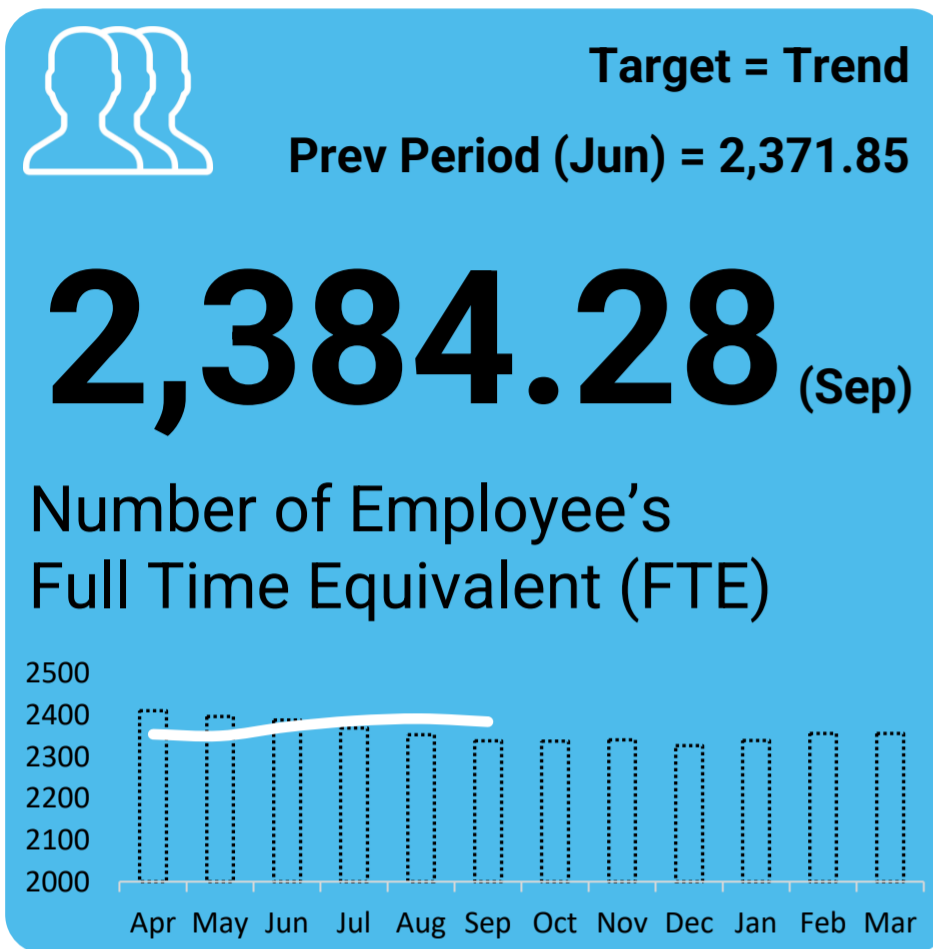 Target = Trend
Prev Period (Jun) = 2,371.85
2,384.28 (Sep)
Number of Employee’s
Full Time Equivalent (FTE)
2500
2400
2300
2200
2100
2000
Apr May Jun Jul Aug Sep Oct Nov Dec Jan Feb Mar